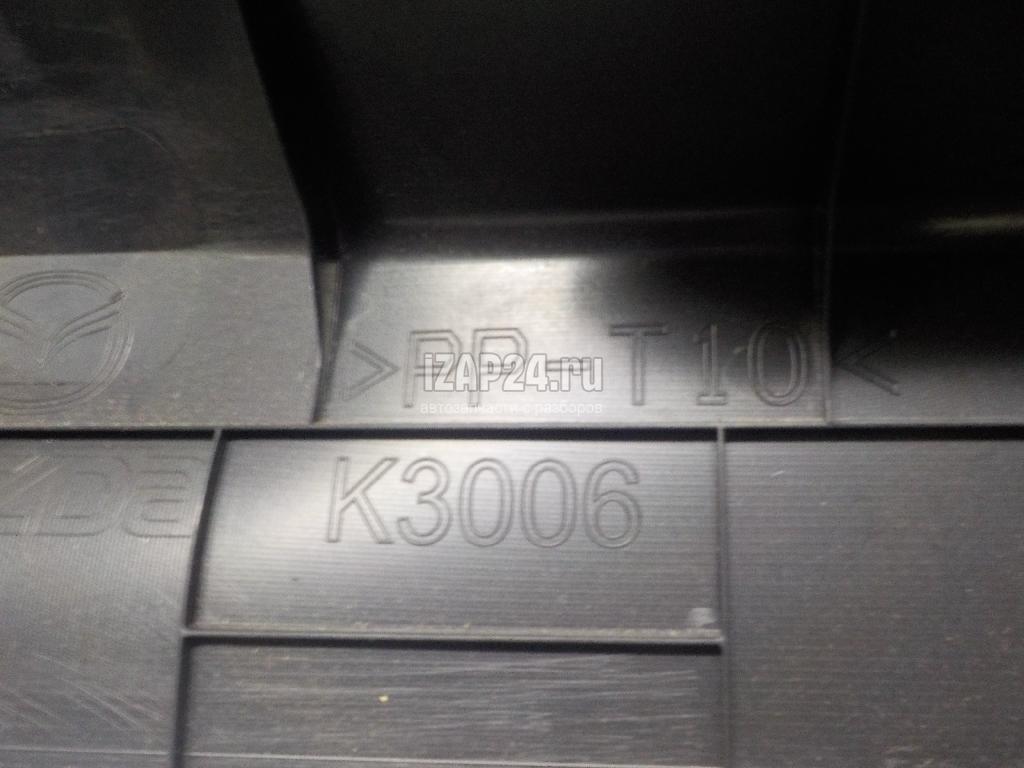 >PP-T10<
iZAP24.ru
автозапчасти с разборов
K3006